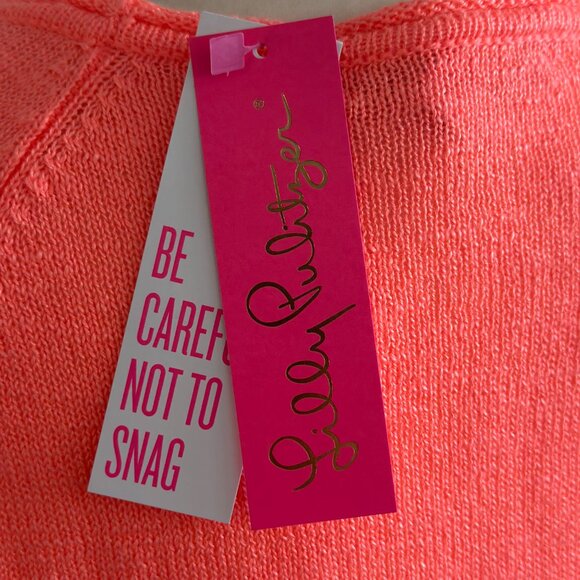 BE
CAREF
NOT TO
SNAG
Lilly Pulitzer®